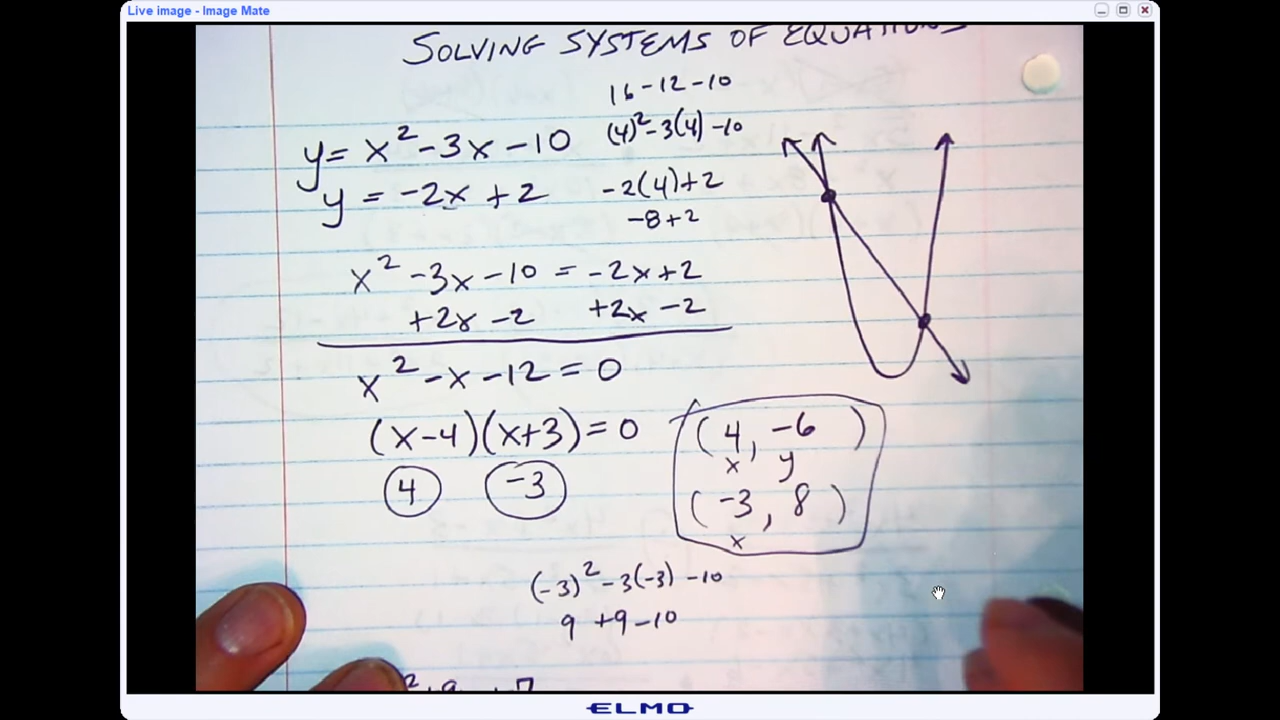 Live image - Image Mate
SOLVING SYSTEMS OF EQUATIONS
16 - 12 - 10
(4)² - 3(4) - 10
y = x² - 3x - 10
y = -2x + 2
-2(4) + 2
-8 + 2
x² - 3x - 10 = -2x + 2
+2x - 2 +2x - 2
x² - x - 12 = 0
(x - 4)(x + 3) = 0
4 -3
(4, -6)
x y
(-3, 8)
x
(-3)² - 3(-3) - 10
9 + 9 - 10
ELMO